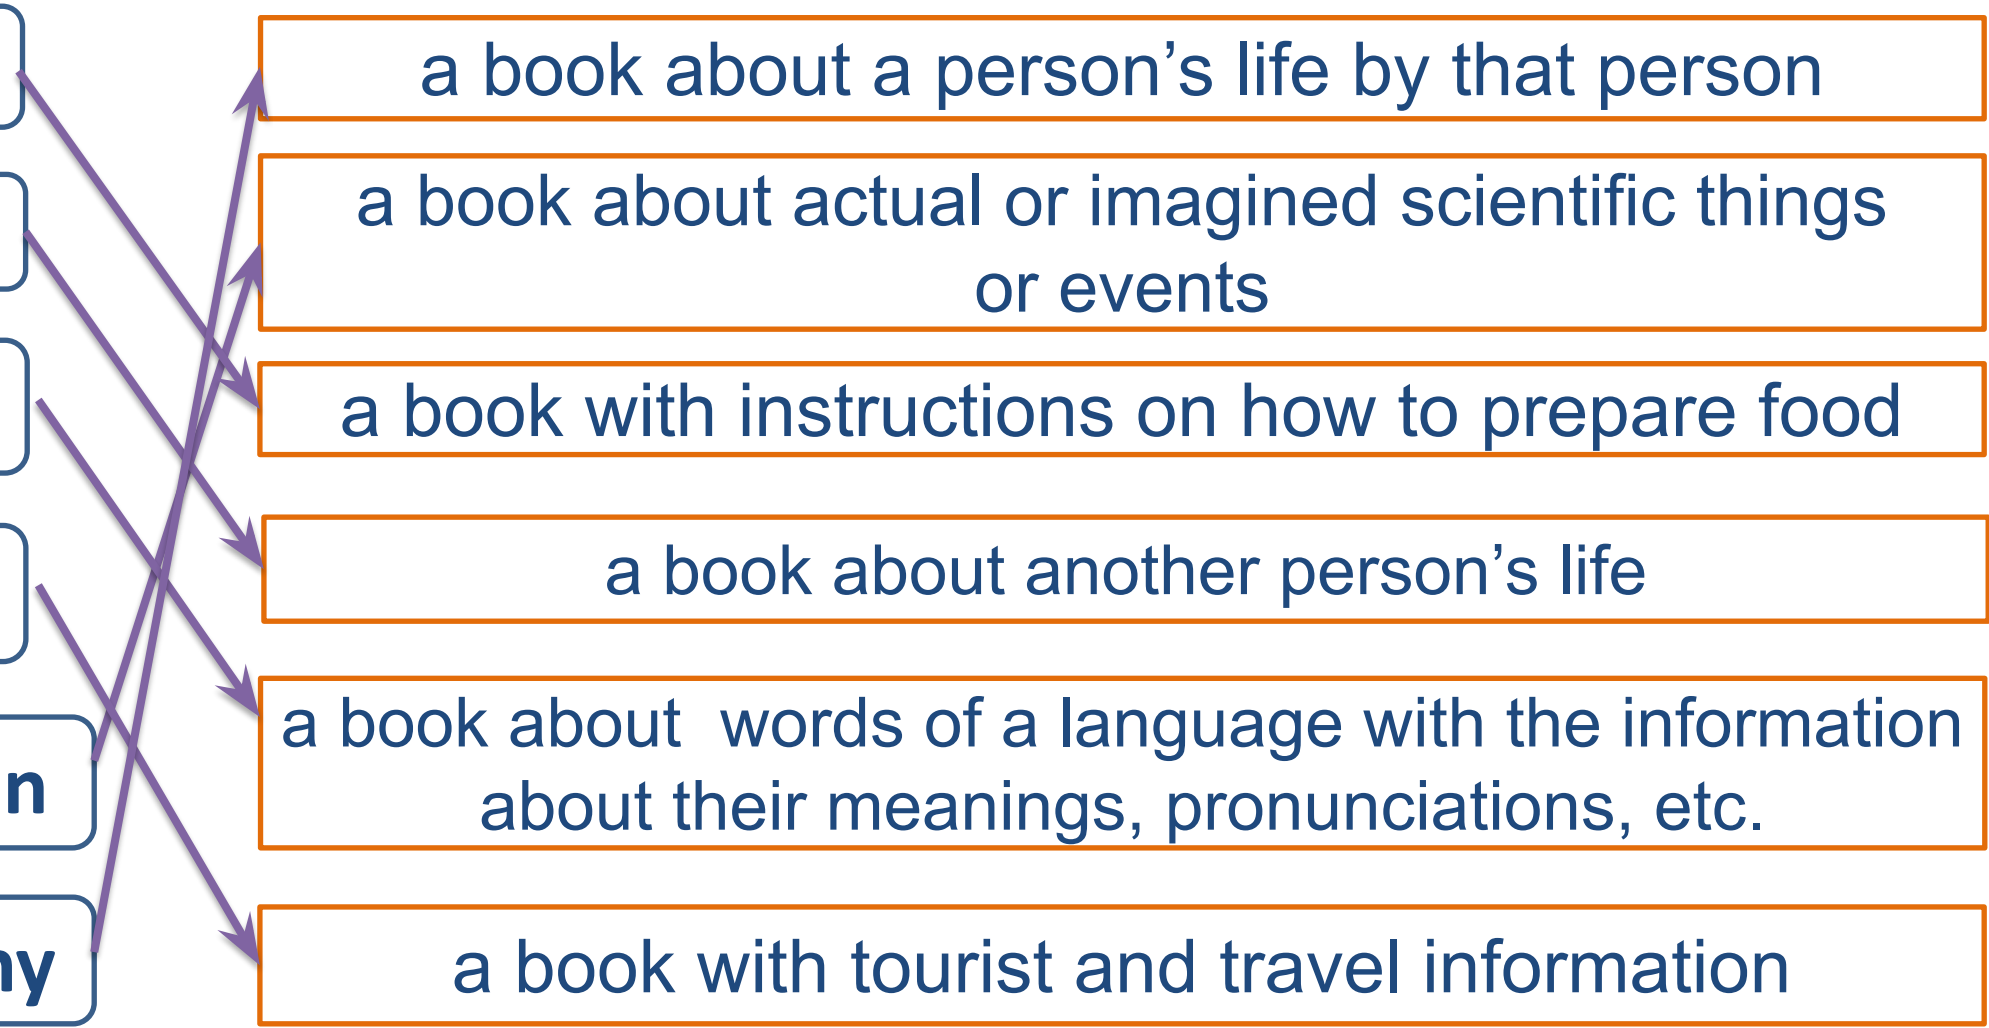 a book about a person’s life by that person
a book about actual or imagined scientific things
or events
a book with instructions on how to prepare food
a book about another person’s life
a book about words of a language with the information
about their meanings, pronunciations, etc.
n
a book with tourist and travel information